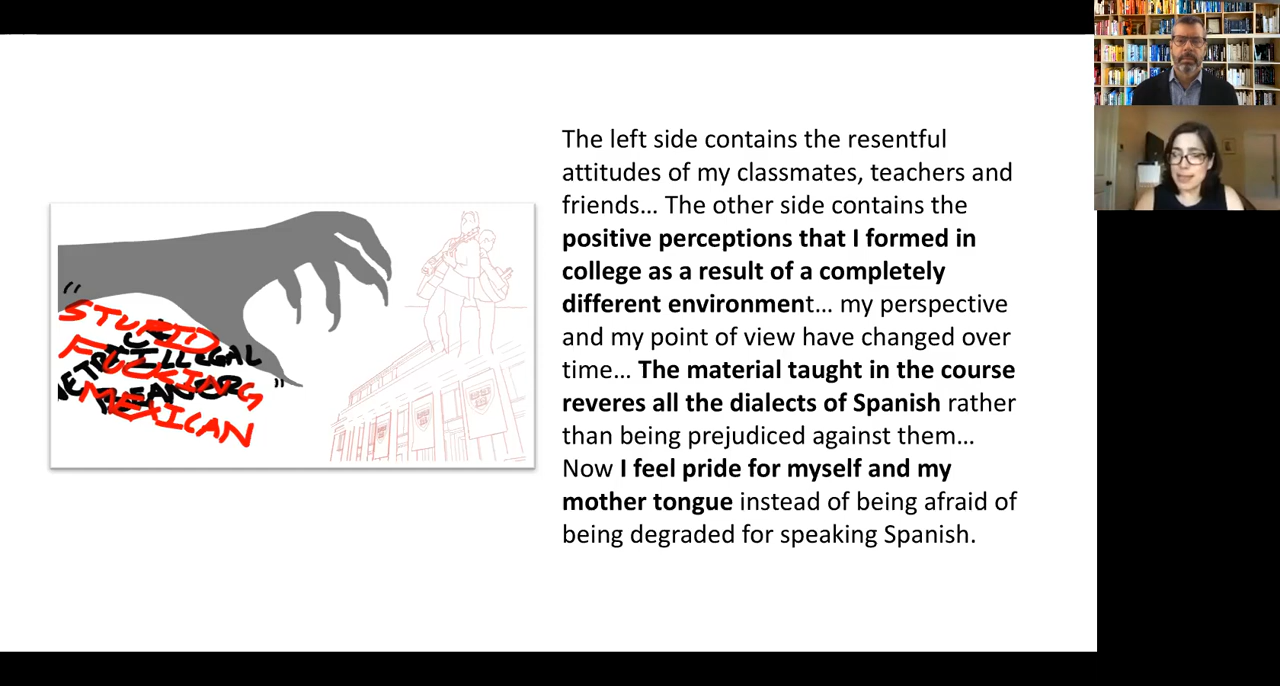 "
STUPID
ILLEGAL
FUCKING
MEXICAN
"
The left side contains the resentful
attitudes of my classmates, teachers and
friends... The other side contains the
positive perceptions that I formed in
college as a result of a completely
different environment... my perspective
and my point of view have changed over
time... The material taught in the course
reveres all the dialects of Spanish rather
than being prejudiced against them...
Now I feel pride for myself and my
mother tongue instead of being afraid of
being degraded for speaking Spanish.